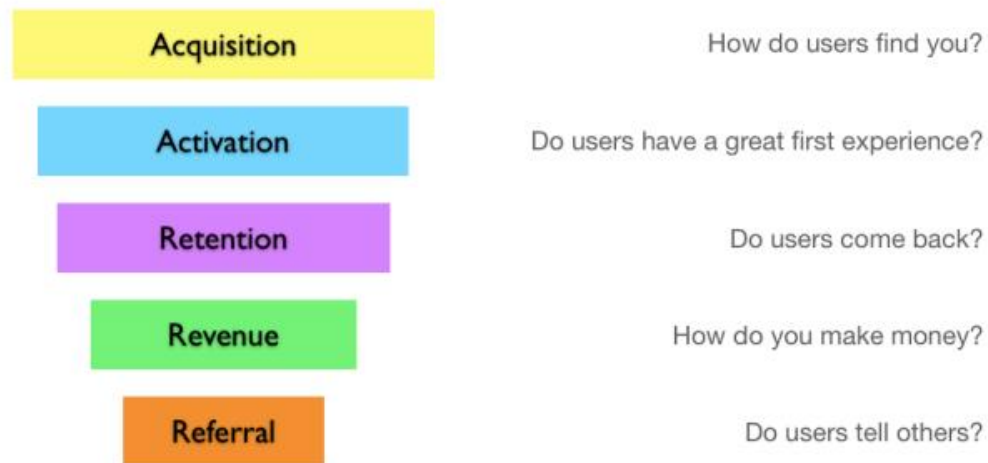 Acquisition
How do users find you?
Activation
Do users have a great first experience?
Retention
Do users come back?
Revenue
How do you make money?
Referral
Do users tell others?